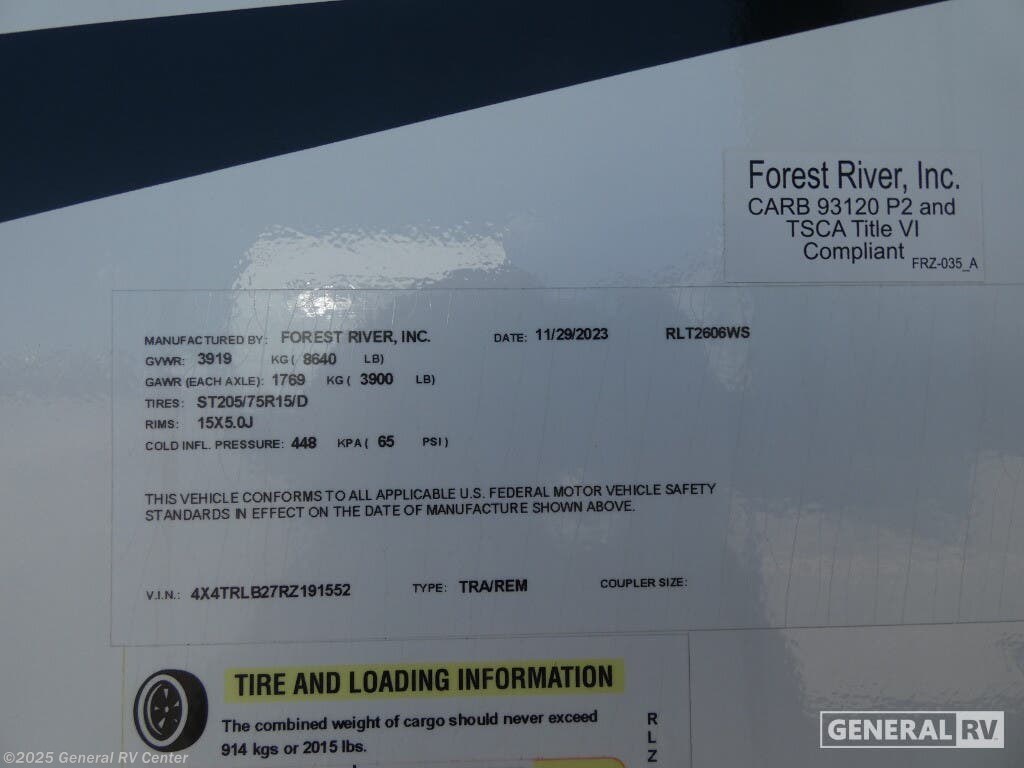 Forest River, Inc.
CARB 93120 P2 and
TSCA Title VI
Compliant FRZ-035_A
MANUFACTURED BY: FOREST RIVER, INC. DATE: 11/29/2023 RLT2606WS
GVWR: 3919 KG ( 8640 LB)
GAWR (EACH AXLE): 1769 KG ( 3900 LB)
TIRES: ST205/75R15/D
RIMS: 15X5.0J
COLD INFL. PRESSURE: 448 KPA ( 65 PSI )
THIS VEHICLE CONFORMS TO ALL APPLICABLE U.S. FEDERAL MOTOR VEHICLE SAFETY
STANDARDS IN EFFECT ON THE DATE OF MANUFACTURE SHOWN ABOVE.
V.I.N.: 4X4TRLB27RZ191552 TYPE: TRA/REM COUPLER SIZE:
TIRE AND LOADING INFORMATION
The combined weight of cargo should never exceed
914 kgs or 2015 lbs.
R
L
Z
GENERAL RV
©2025 General RV Center